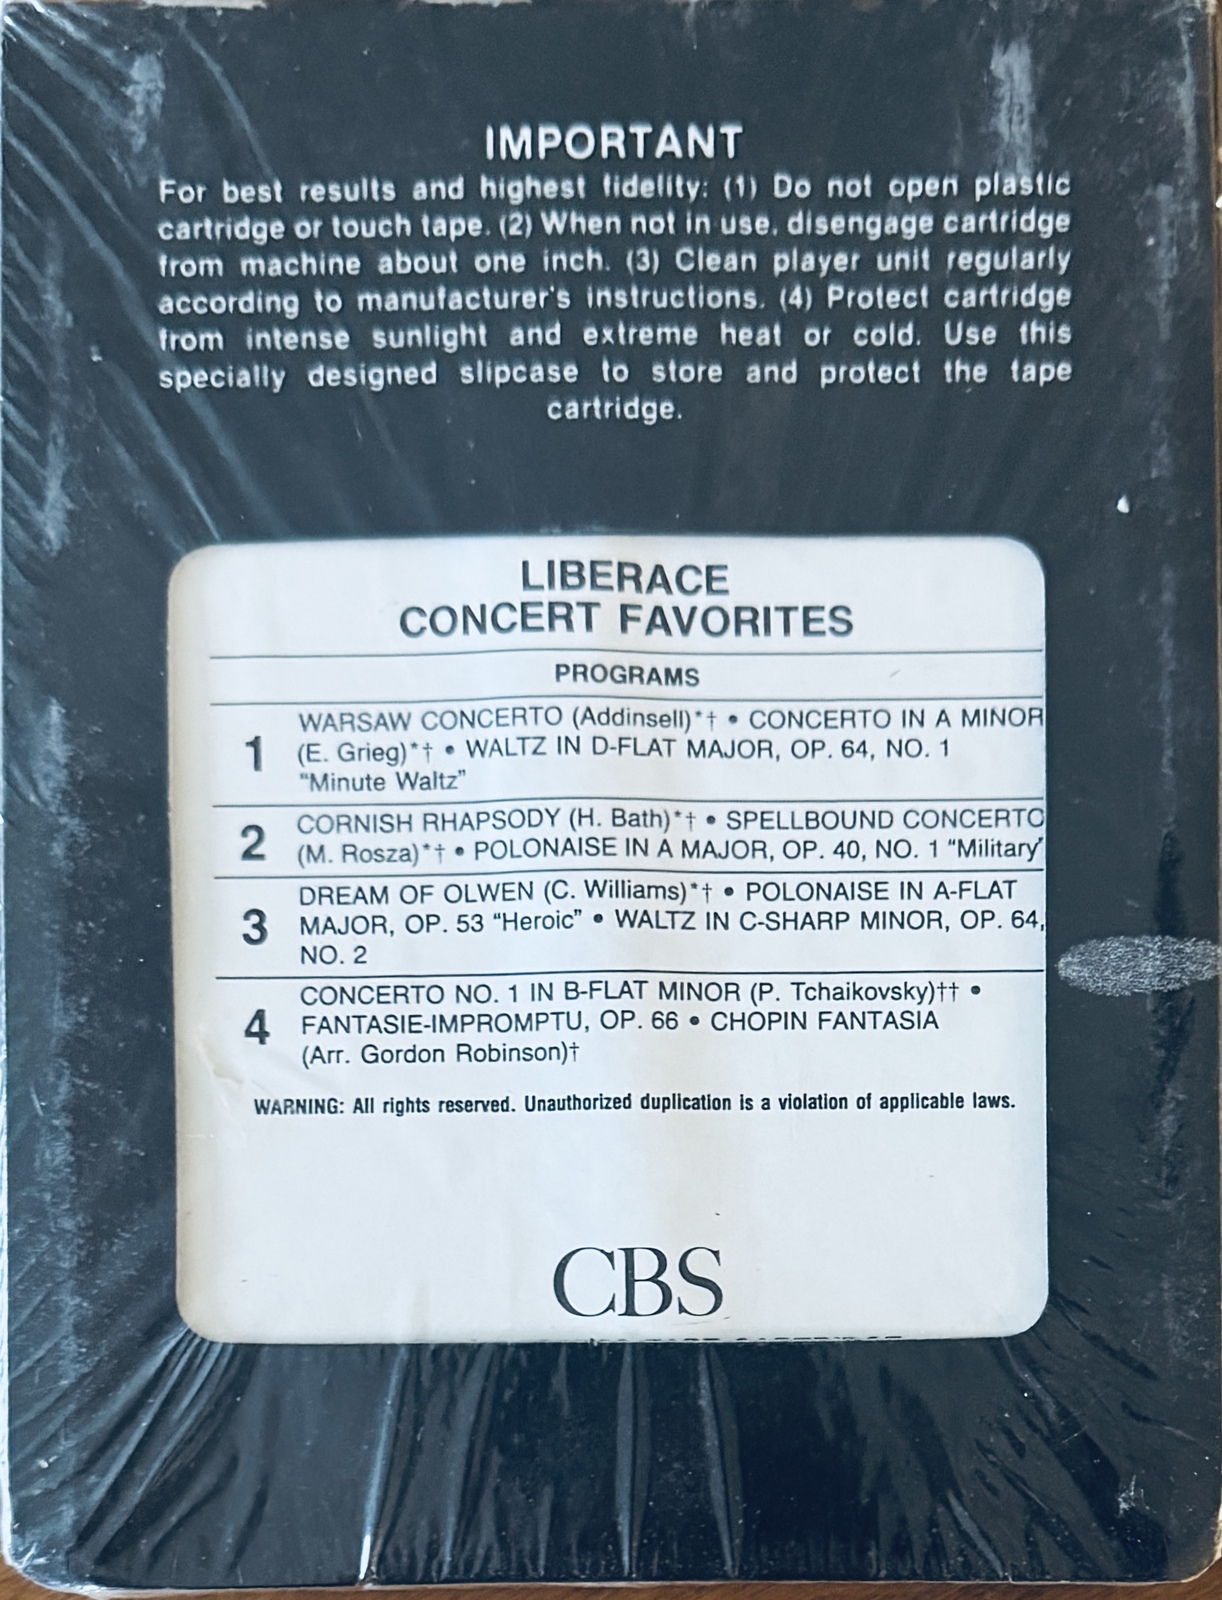 IMPORTANT
For best results and highest fidelity: (1) Do not open plastic
cartridge or touch tape. (2) When not in use, disengage cartridge
from machine about one inch. (3) Clean player unit regularly
according to manufacturer's instructions. (4) Protect cartridge
from intense sunlight and extreme heat or cold. Use this
specially designed slipcase to store and protect the tape
cartridge.
LIBERACE
CONCERT FAVORITES
PROGRAMS
1
WARSAW CONCERTO (Addinsell)*† • CONCERTO IN A MINOR
(E. Grieg)*† • WALTZ IN D-FLAT MAJOR, OP. 64, NO. 1
"Minute Waltz"
2
CORNISH RHAPSODY (H. Bath)*† • SPELLBOUND CONCERTO
(M. Rosza)*† • POLONAISE IN A MAJOR, OP. 40, NO. 1 "Military"
3
DREAM OF OLWEN (C. Williams)*† • POLONAISE IN A-FLAT
MAJOR, OP. 53 "Heroic" • WALTZ IN C-SHARP MINOR, OP. 64,
NO. 2
4
CONCERTO NO. 1 IN B-FLAT MINOR (P. Tchaikovsky)†† •
FANTASIE-IMPROMPTU, OP. 66 • CHOPIN FANTASIA
(Arr. Gordon Robinson)†
WARNING: All rights reserved. Unauthorized duplication is a violation of applicable laws.
CBS